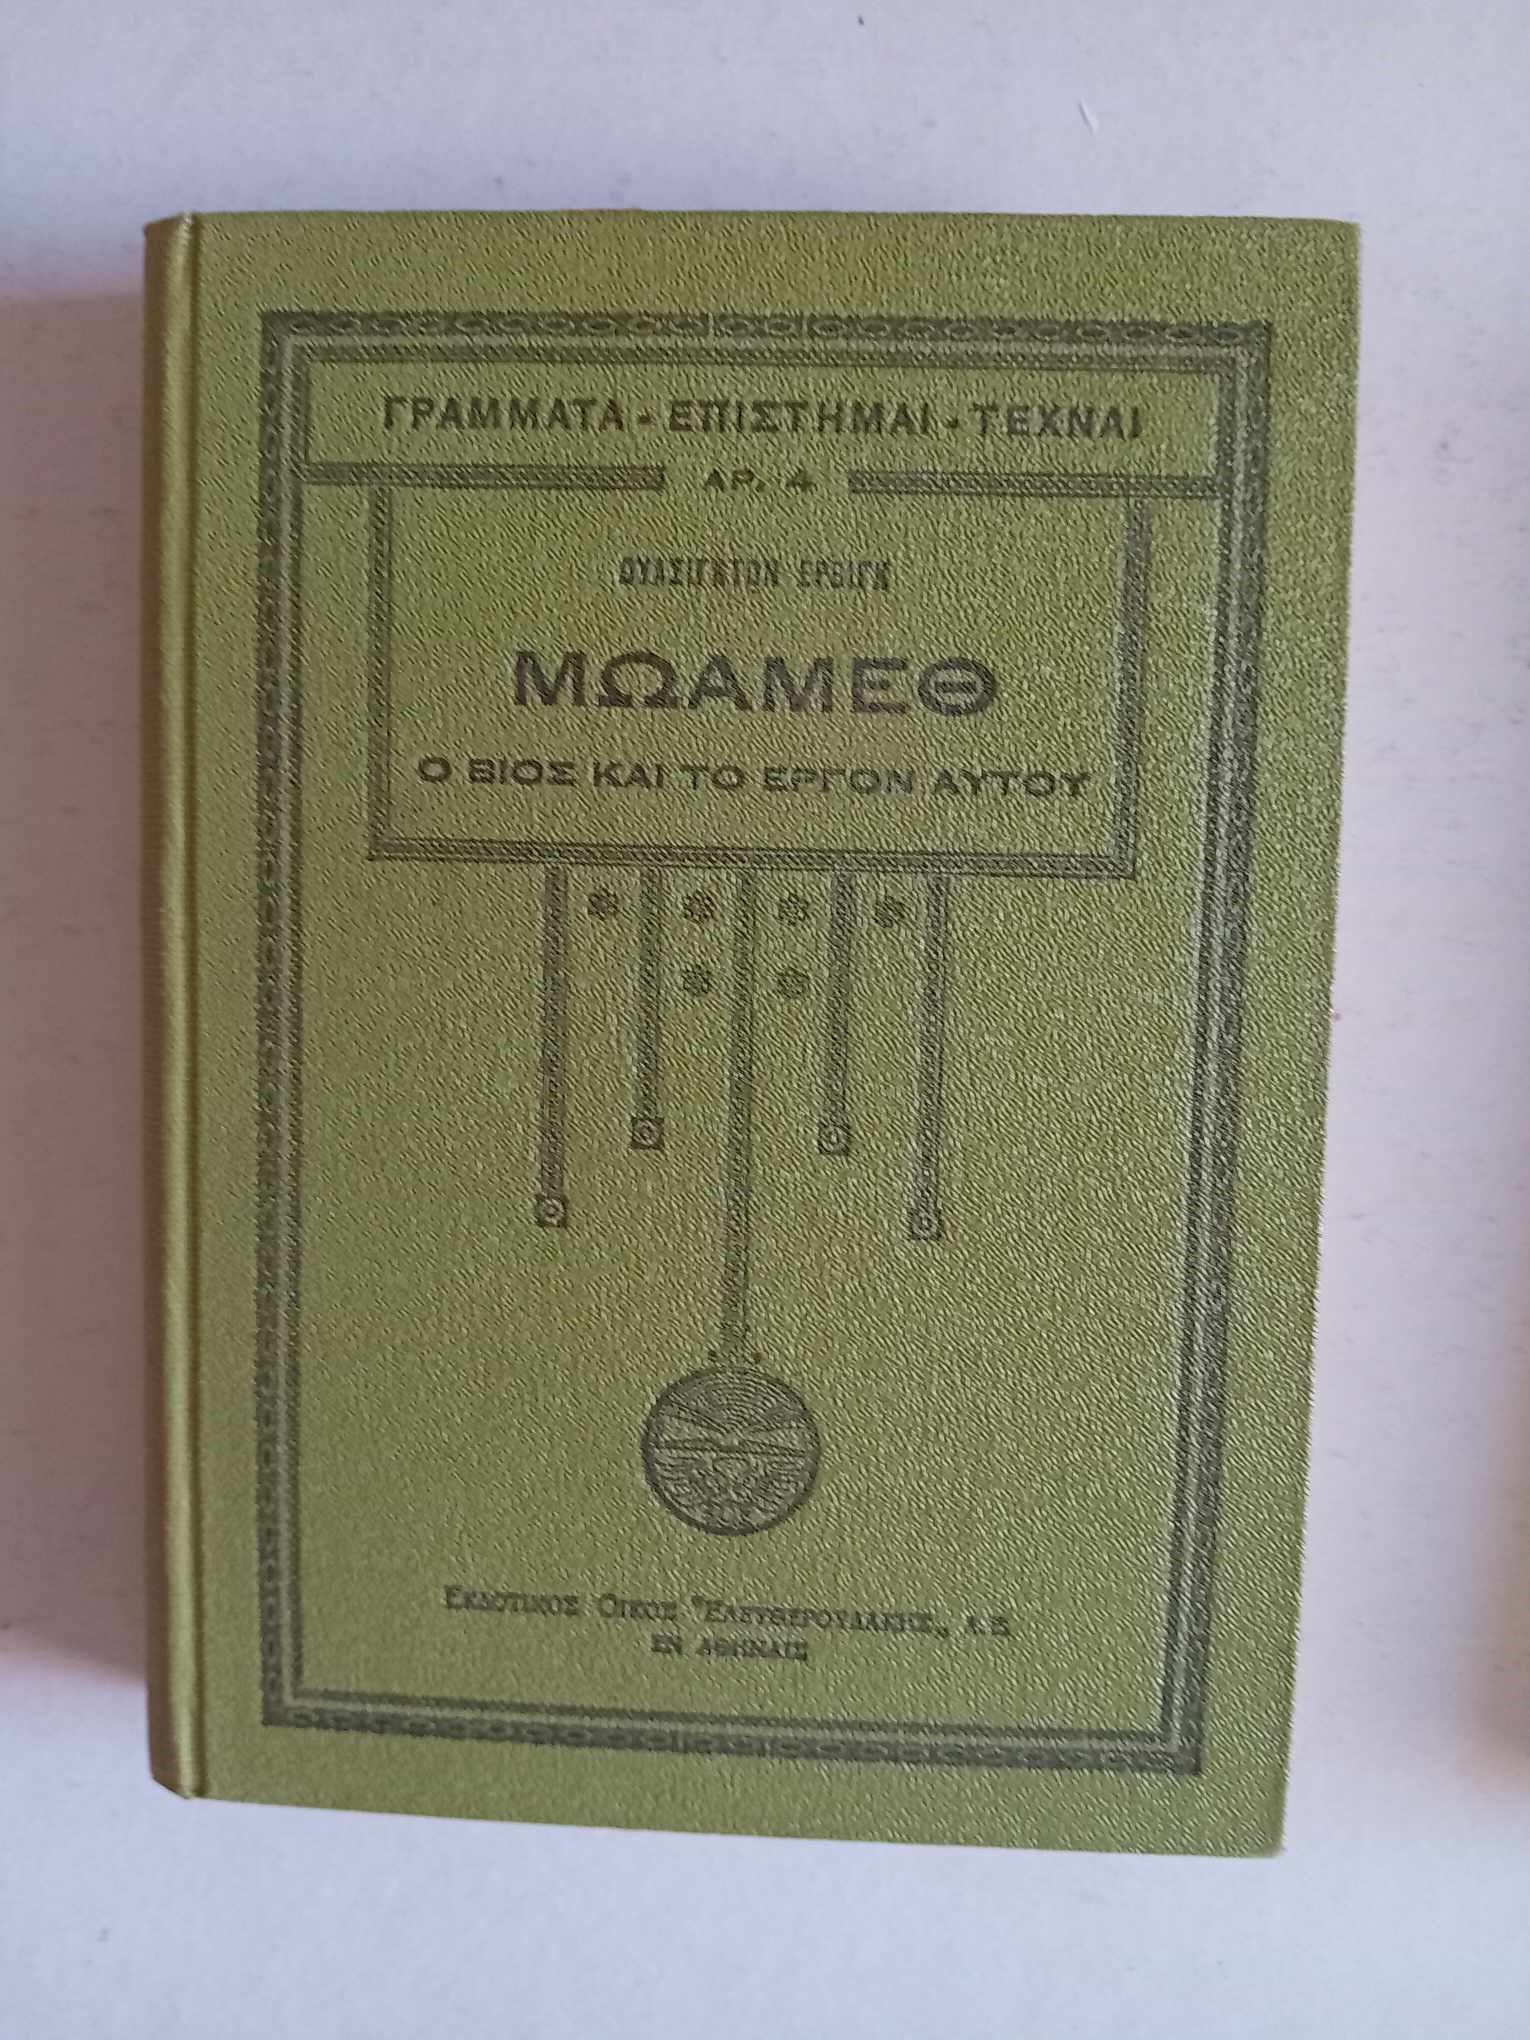 ΓΡΑΜΜΑΤΑ - ΕΠΙΣΤΗΜΑΙ - ΤΕΧΝΑΙ
ΑΡ. 4
ΟΥΑΣΙΓΚΤΩΝ ΕΡΒΙΓΚ
ΜΩΑΜΕΘ
Ο ΒΙΟΣ ΚΑΙ ΤΟ ΕΡΓΟΝ ΑΥΤΟΥ
ΕΚΔΟΤΙΚΟΣ ΟΙΚΟΣ "ΕΛΕΥΘΕΡΟΥΔΑΚΗΣ„ Α.Ε.
ΕΝ ΑΘΗΝΑΙΣ